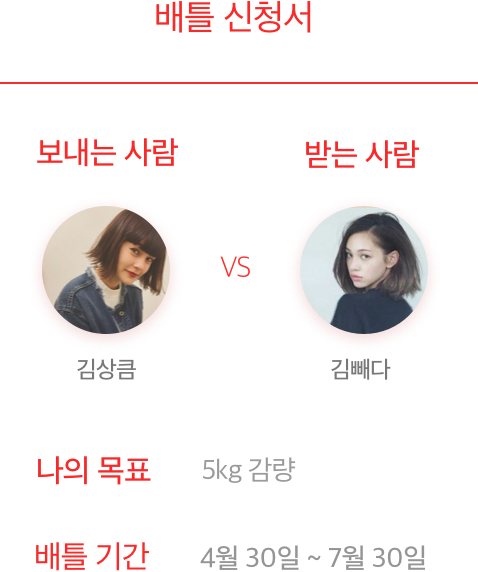 배틀 신청서
보내는 사람
받는 사람
VS
김상큼
김빼다
나의 목표 5kg 감량
배틀 기간 4월 30일 ~ 7월 30일